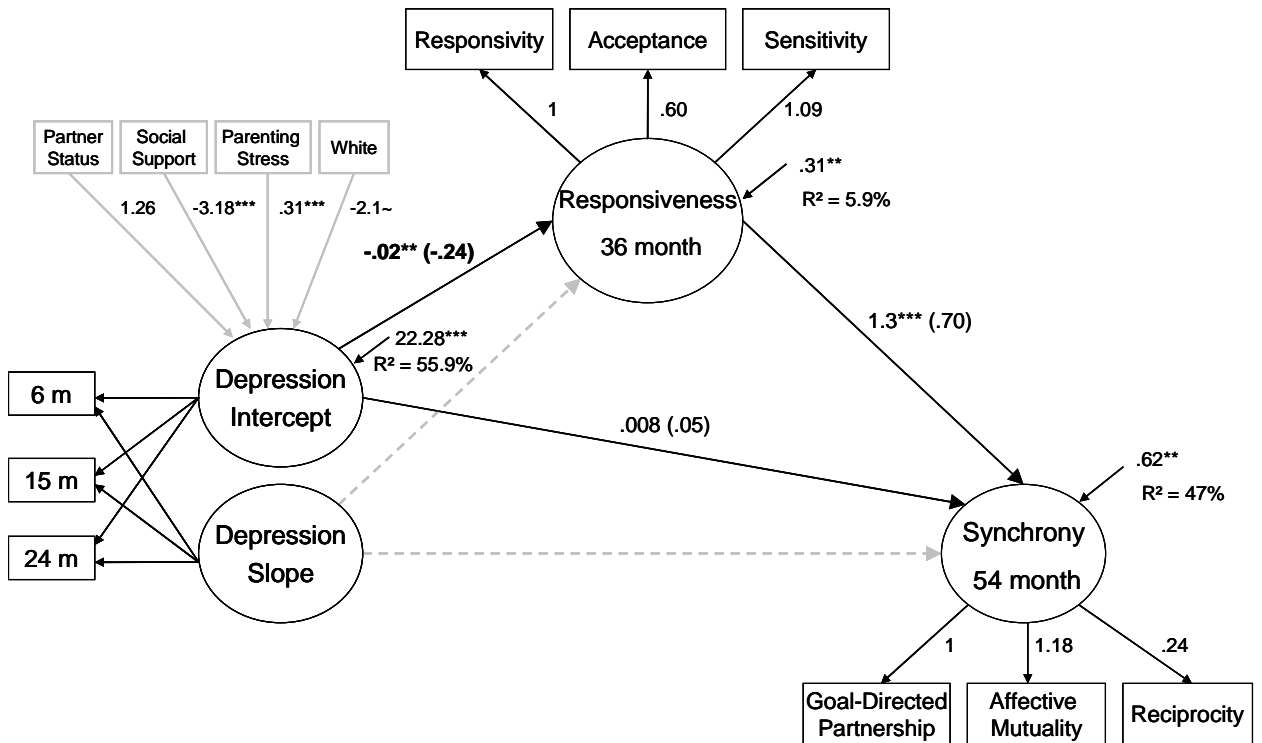 Responsivity
Acceptance
Sensitivity
1
.60
1.09
Partner
Status
Social
Support
Parenting
Stress
White
1.26
-3.18***
.31***
-2.1~
Responsiveness
36 month
.31**
R² = 5.9%
-.02** (-.24)
22.28***
R² = 55.9%
Depression
Intercept
6 m
15 m
24 m
Depression
Slope
1.3*** (.70)
.008 (.05)
.62**
R² = 47%
Synchrony
54 month
1
1.18
.24
Goal-Directed
Partnership
Affective
Mutuality
Reciprocity